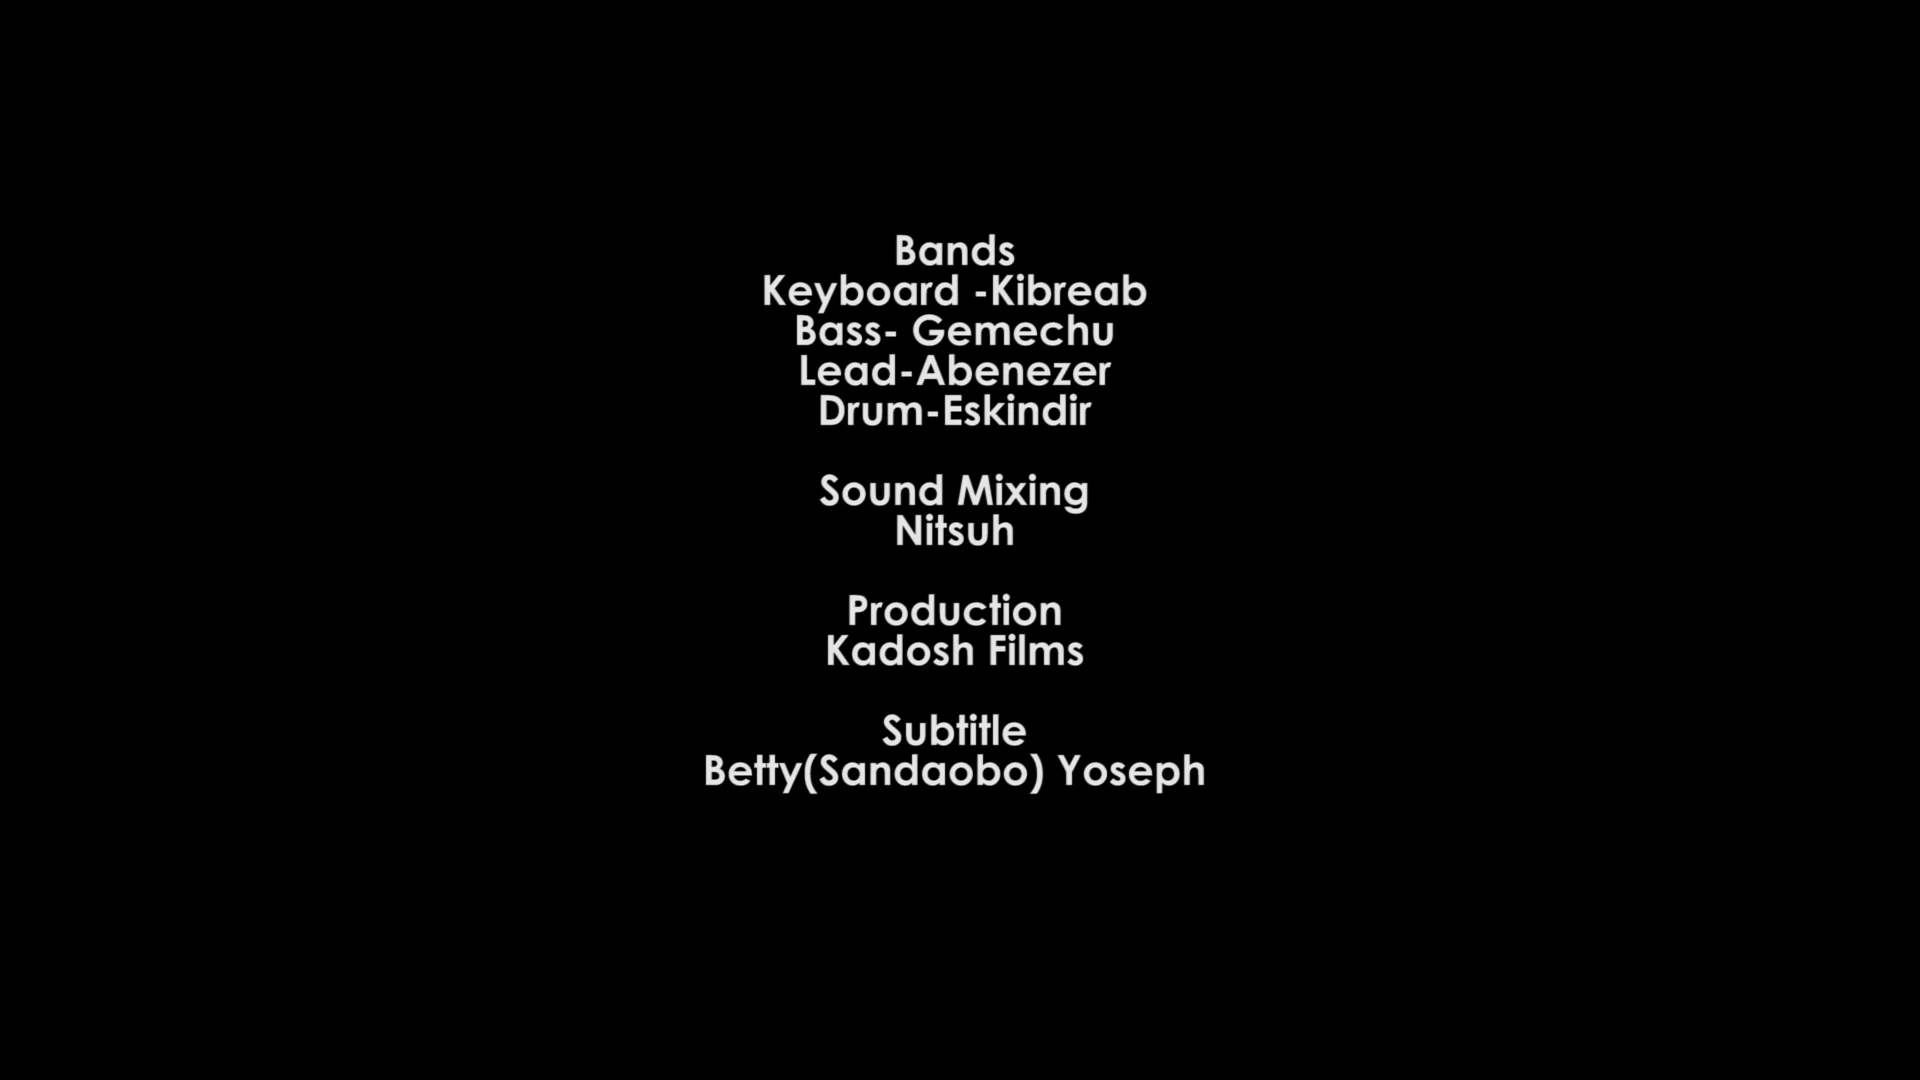 Bands
Keyboard -Kibreab
Bass- Gemechu
Lead-Abenezer
Drum-Eskindir
Sound Mixing
Nitsuh
Production
Kadosh Films
Subtitle
Betty(Sandaobo) Yoseph